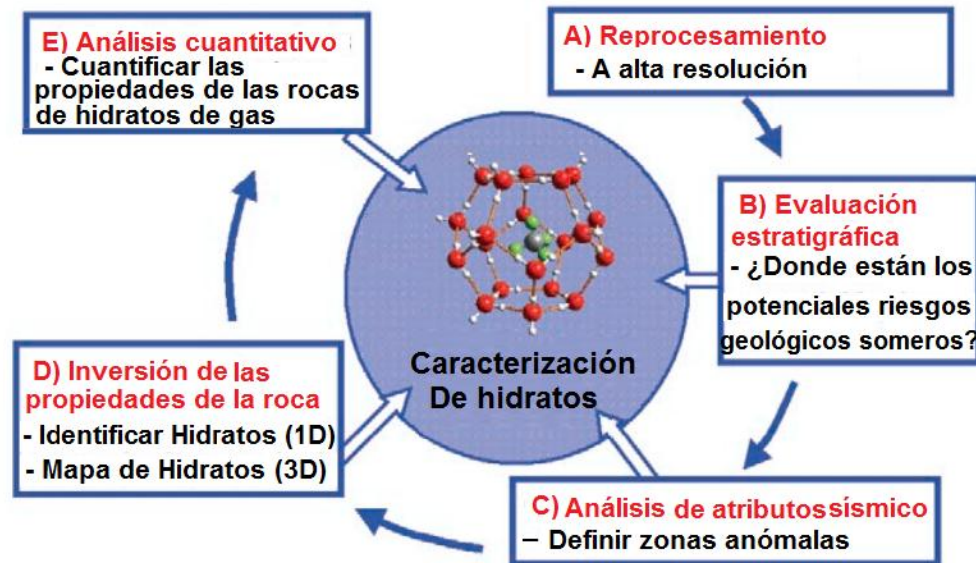 E) Análisis cuantitativo
- Cuantificar las
propiedades de las rocas
de hidratos de gas
A) Reprocesamiento
- A alta resolución
B) Evaluación
estratigráfica
- ¿Donde están los
potenciales riesgos
geológicos someros?
Caracterización
De hidratos
D) Inversión de las
propiedades de la roca
- Identificar Hidratos (1D)
- Mapa de Hidratos (3D)
C) Análisis de atributossísmico
– Definir zonas anómalas